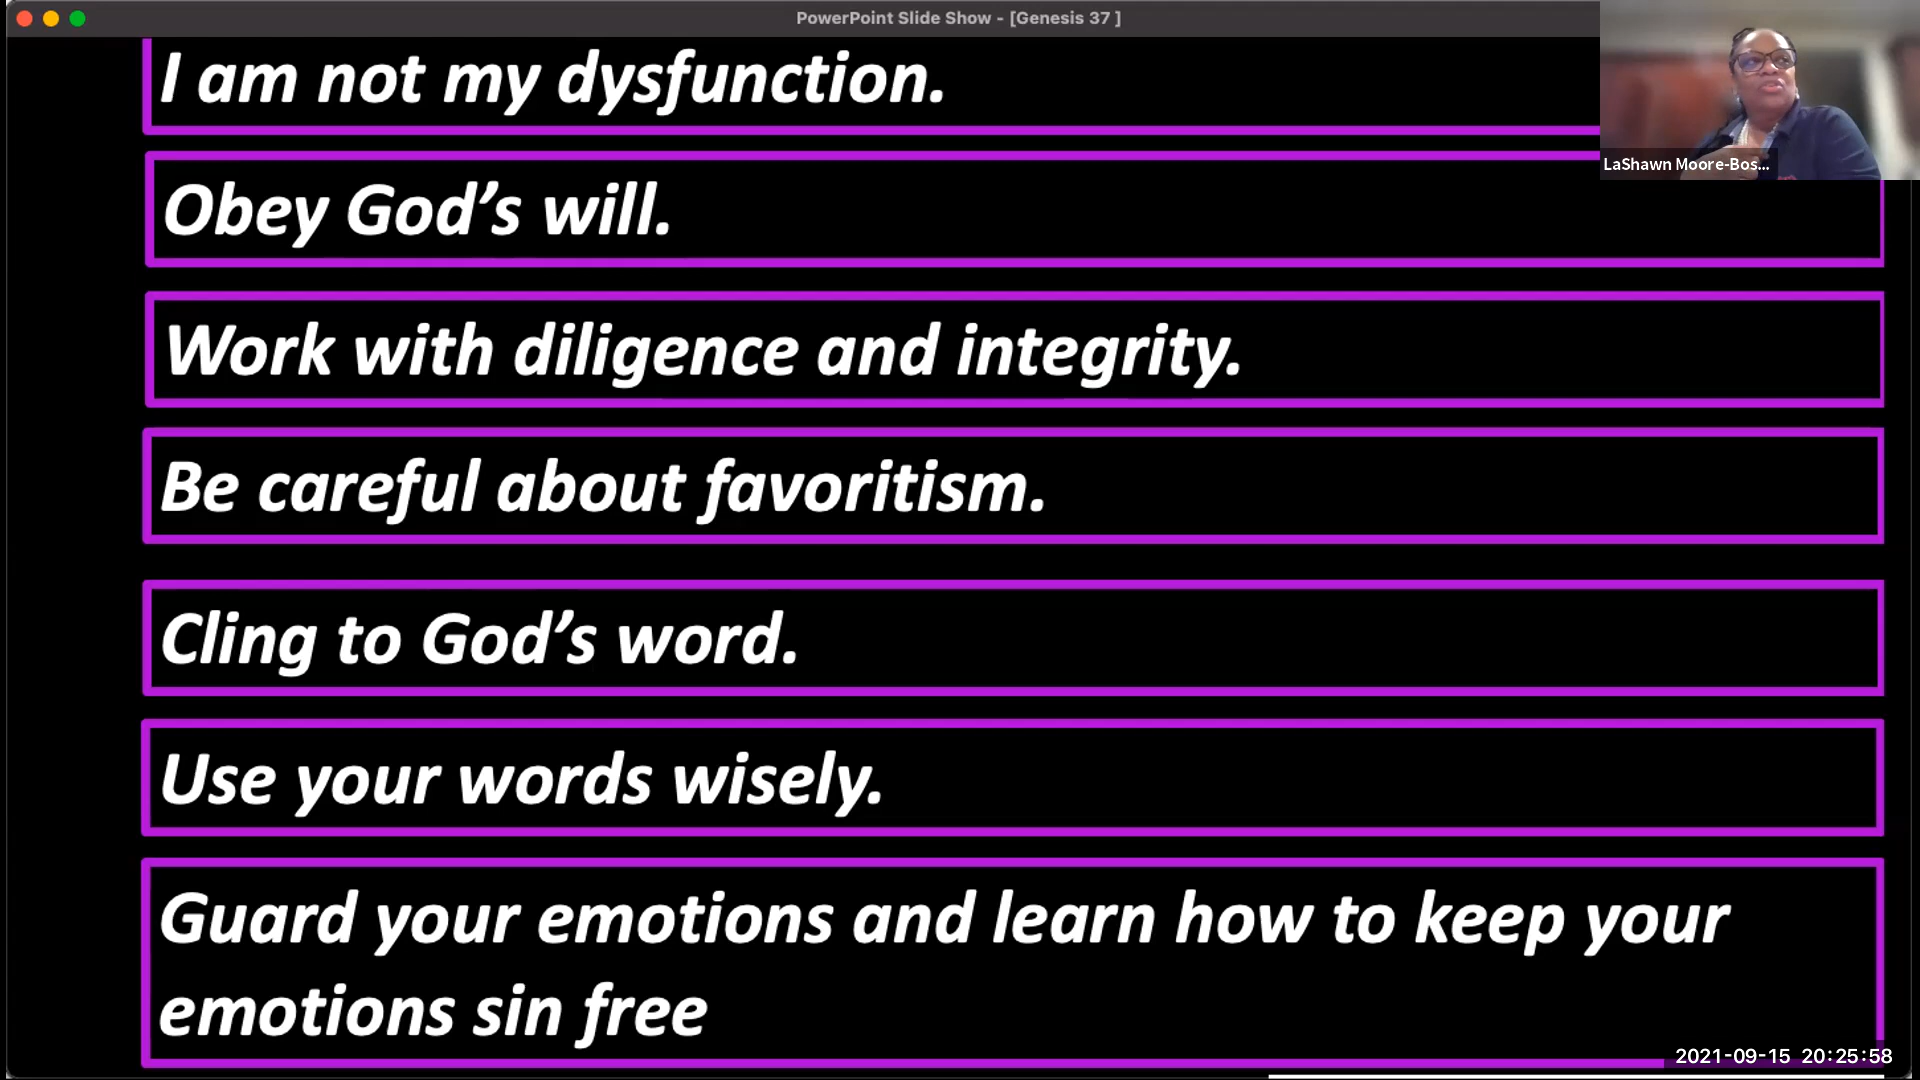 PowerPoint Slide Show - [Genesis 37 ]
I am not my dysfunction.
LaShawn Moore-Bos...
Obey God’s will.
Work with diligence and integrity.
Be careful about favoritism.
Cling to God’s word.
Use your words wisely.
Guard your emotions and learn how to keep your
emotions sin free
2021-09-15 20:25:58